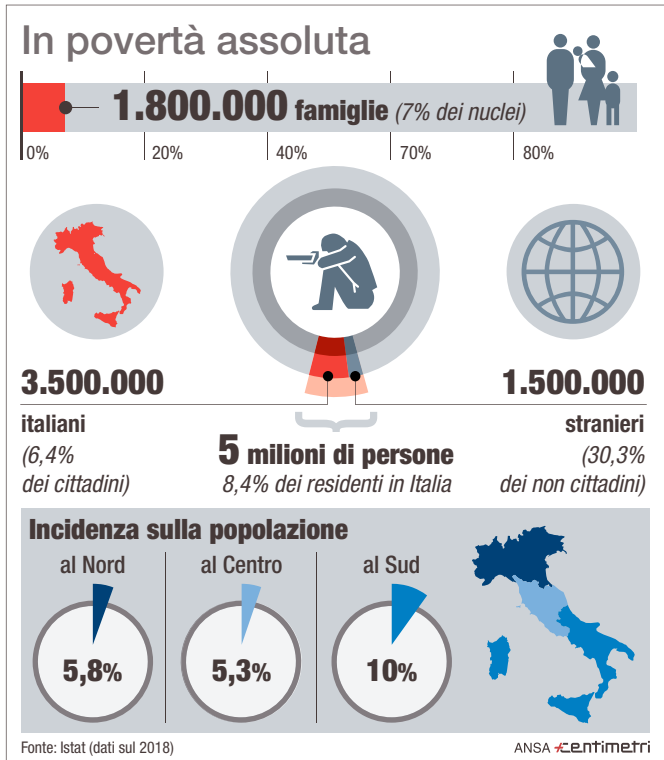 In povertà assoluta
1.800.000 famiglie (7% dei nuclei)
0% 20% 40% 70% 80%
3.500.000
italiani
(6,4%
dei cittadini)
5 milioni di persone
8,4% dei residenti in Italia
1.500.000
stranieri
(30,3%
dei non cittadini)
Incidenza sulla popolazione
al Nord
5,8%
al Centro
5,3%
al Sud
10%
Fonte: Istat (dati sul 2018)
ANSA centimetri